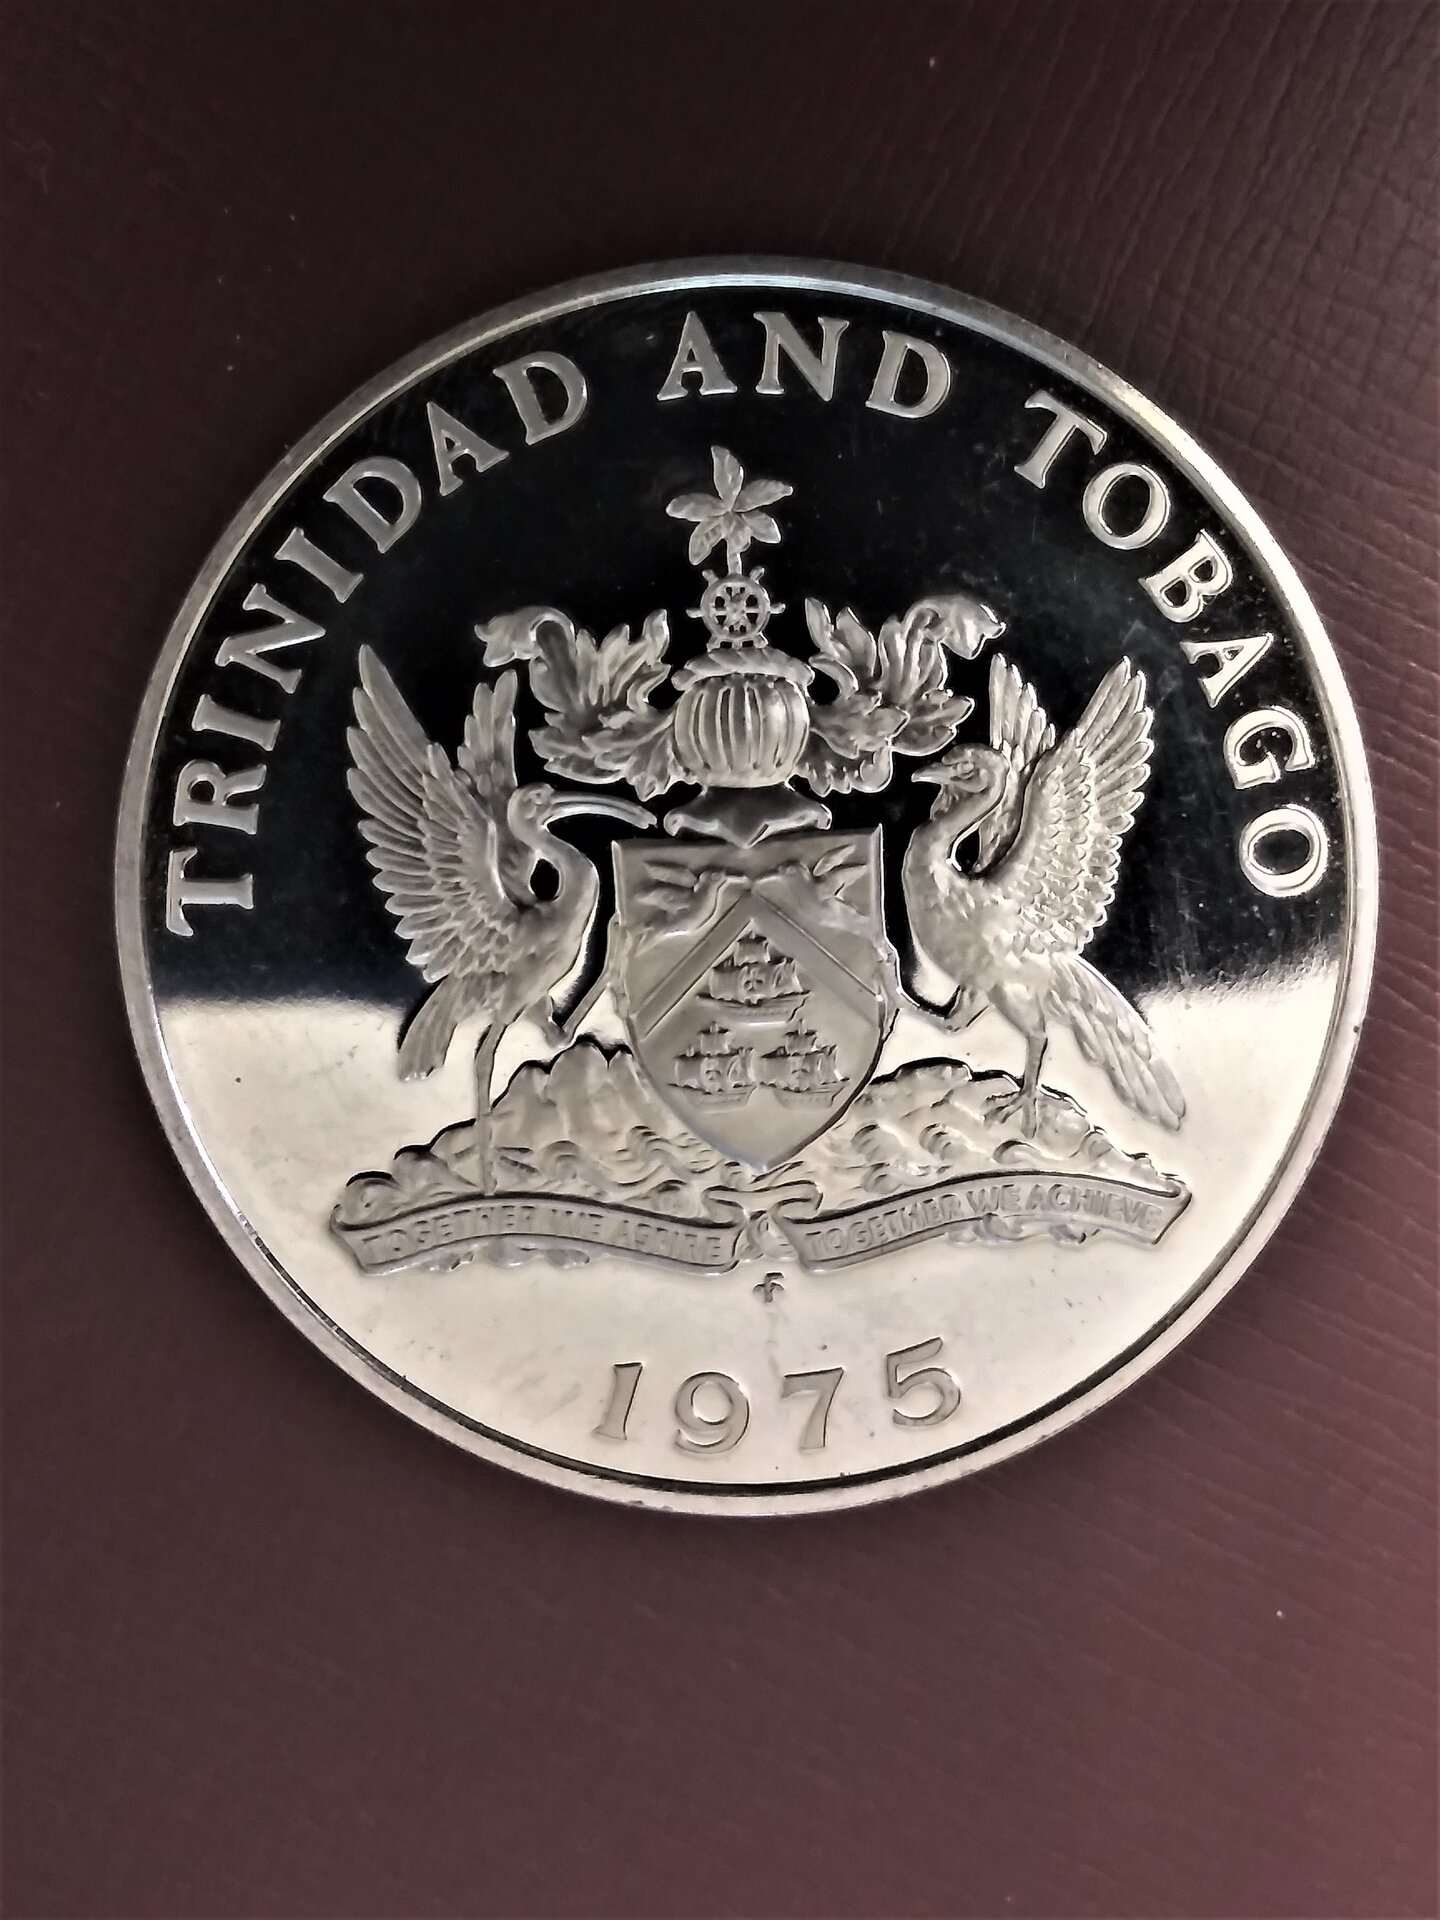 TRINIDAD AND TOBAGO
TOGETHER WE ASPIRE TOGETHER WE ACHIEVE
f
1975